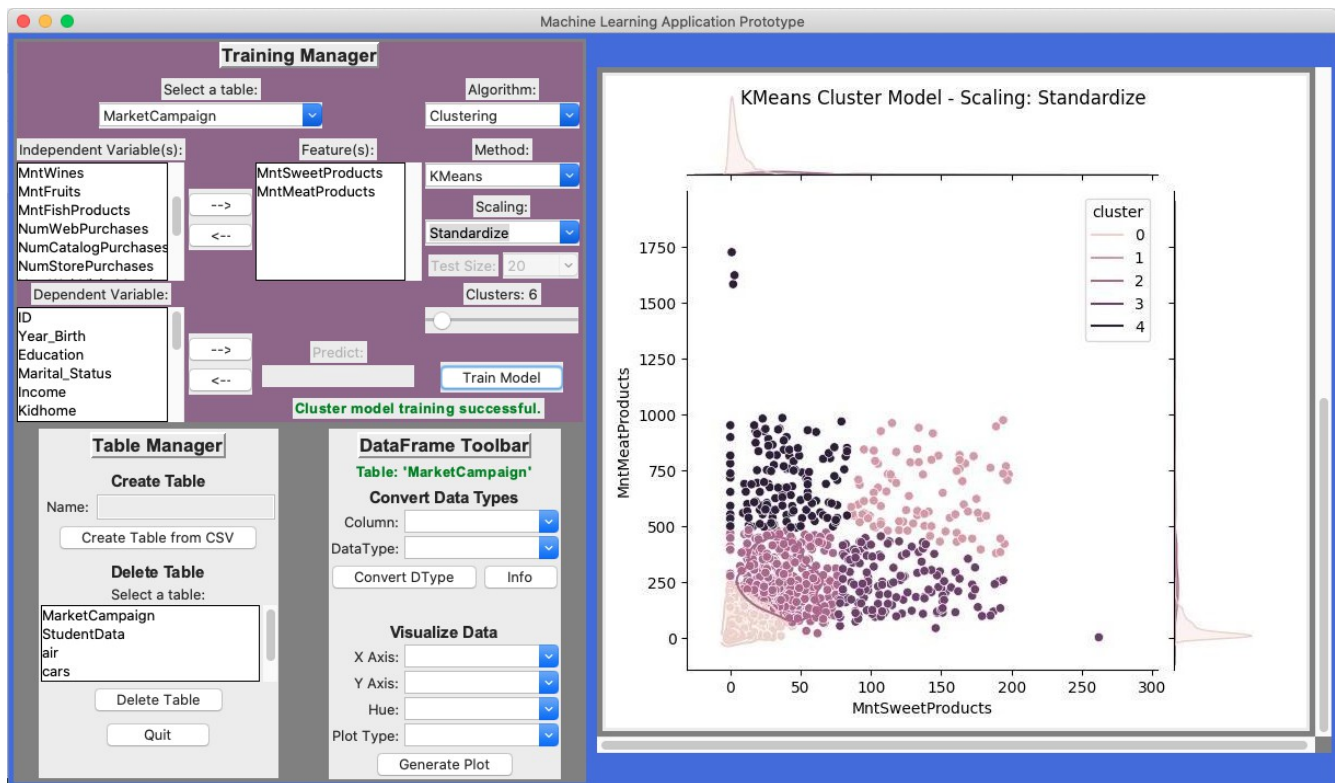 Machine Learning Application Prototype
Training Manager
Select a table:
Algorithm:
MarketCampaign
Clustering
Independent Variable(s):
Feature(s):
Method:
MntWines
MntFruits
MntFishProducts
NumWebPurchases
NumCatalogPurchases
NumStorePurchases
-->
<--
MntSweetProducts
MntMeatProducts
KMeans
Scaling:
Standardize
Test Size: 20
Dependent Variable:
Clusters: 6
ID
Year_Birth
Education
Marital_Status
Income
Kidhome
-->
<--
Predict:
Train Model
Cluster model training successful.
Table Manager
Create Table
Name:
Create Table from CSV
Delete Table
Select a table:
MarketCampaign
StudentData
air
cars
Delete Table
Quit
DataFrame Toolbar
Table: 'MarketCampaign'
Convert Data Types
Column:
DataType:
Convert DType
Info
Visualize Data
X Axis:
Y Axis:
Hue:
Plot Type:
Generate Plot
KMeans Cluster Model - Scaling: Standardize
cluster
0
1
2
3
4
MntMeatProducts
1750
1500
1250
1000
750
500
250
0
0
50
100
150
200
250
300
MntSweetProducts